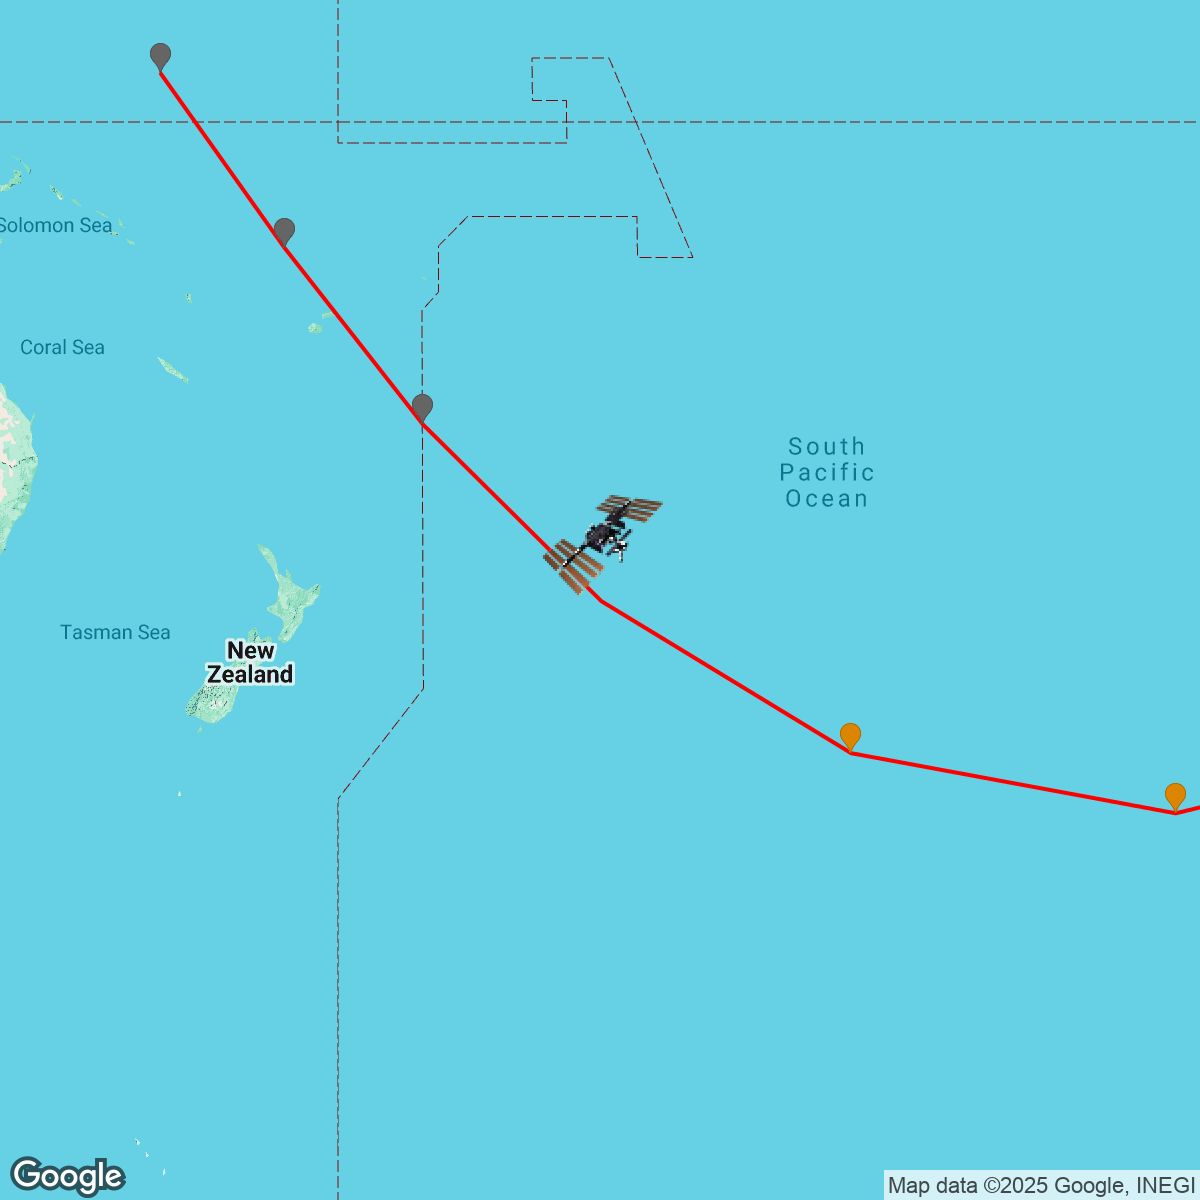 Solomon Sea
Coral Sea
South
Pacific
Ocean
Tasman Sea
New
Zealand
Google
Map data ©2025 Google, INEGI